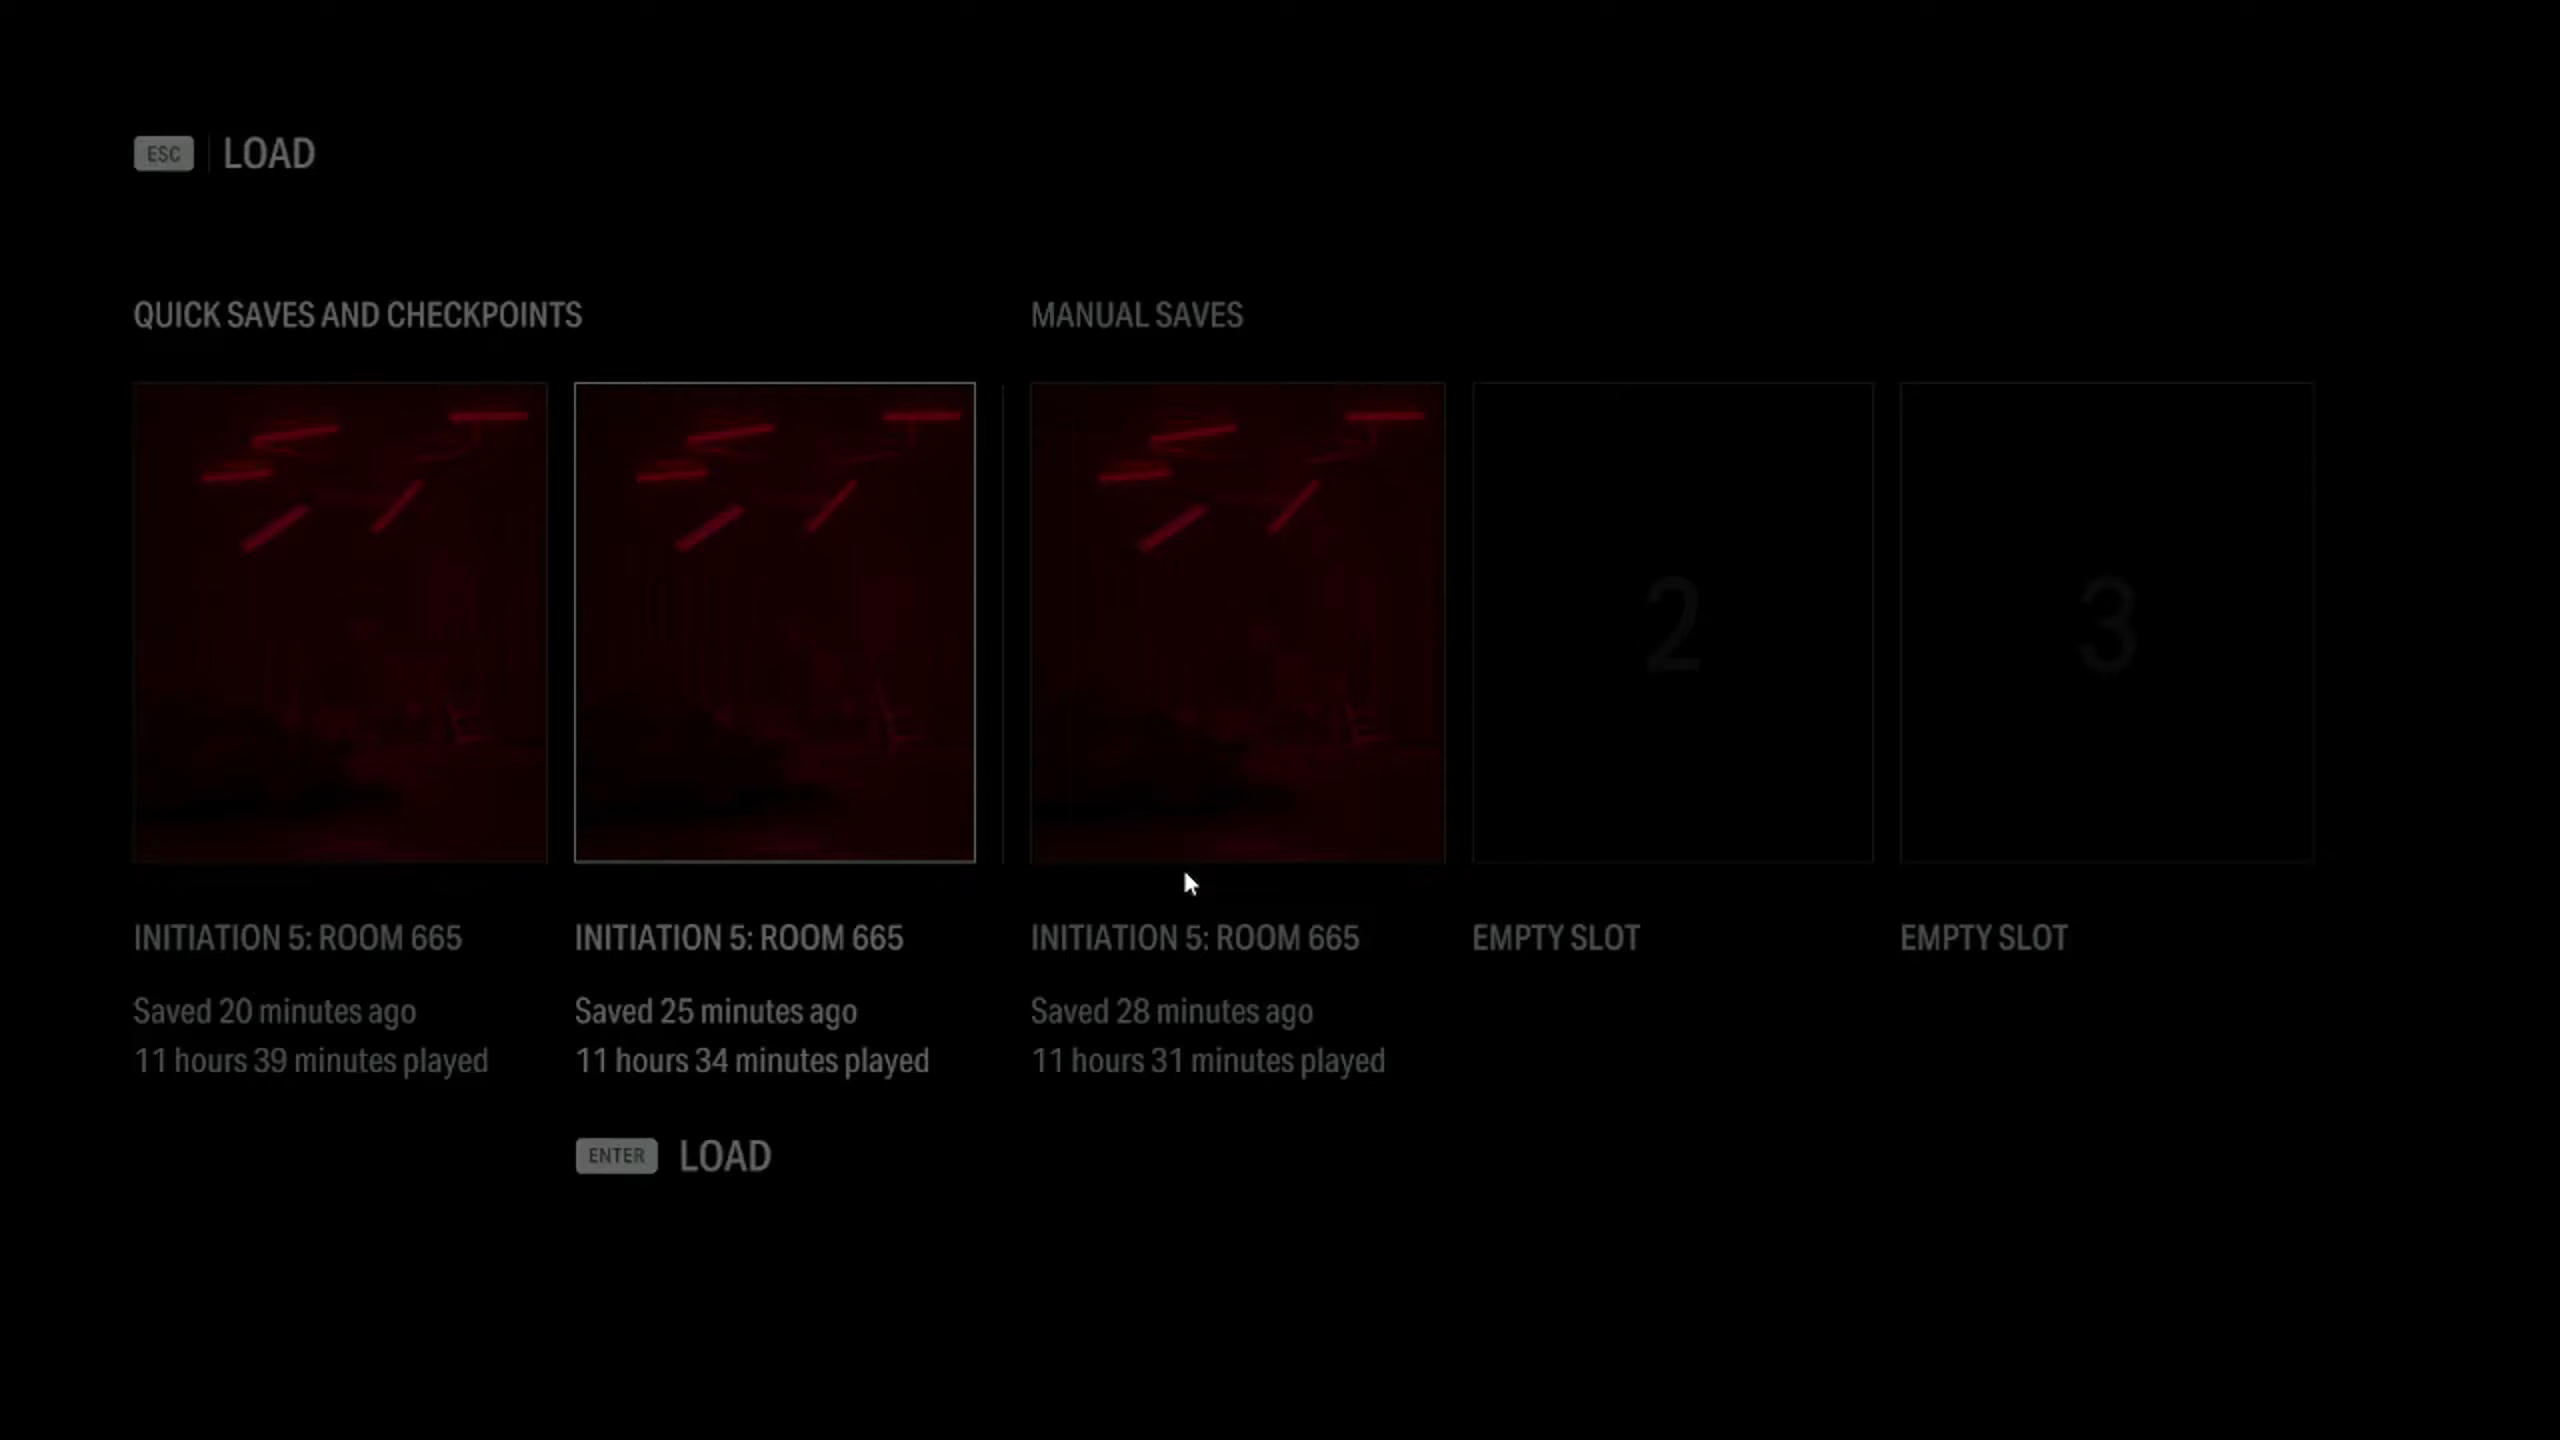 ESC LOAD
QUICK SAVES AND CHECKPOINTS
MANUAL SAVES
2
3
INITIATION 5: ROOM 665
Saved 20 minutes ago
11 hours 39 minutes played
INITIATION 5: ROOM 665
Saved 25 minutes ago
11 hours 34 minutes played
ENTER LOAD
INITIATION 5: ROOM 665
Saved 28 minutes ago
11 hours 31 minutes played
EMPTY SLOT
EMPTY SLOT